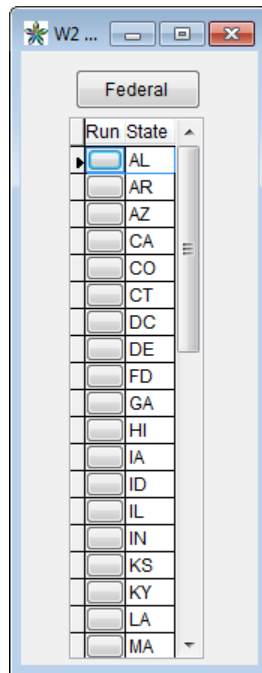 W2 ...
Federal
Run State
AL
AR
AZ
CA
CO
CT
DC
DE
FD
GA
HI
IA
ID
IL
IN
KS
KY
LA
MA